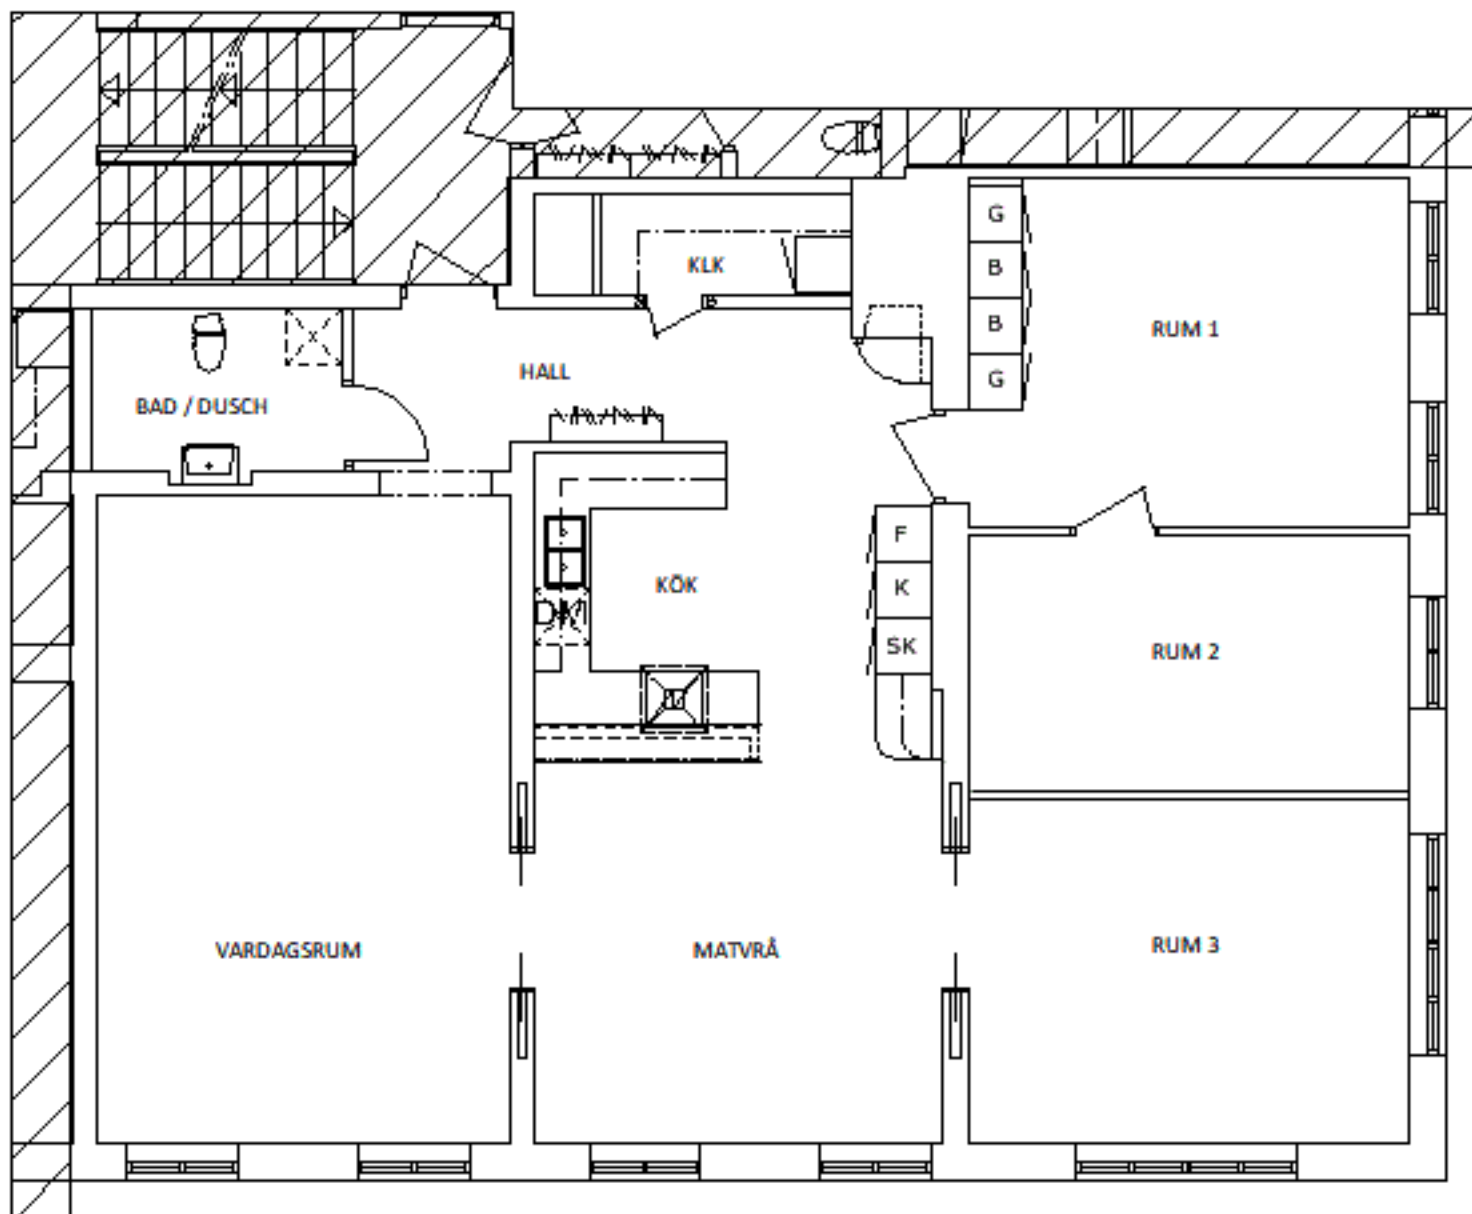 G
KLK
B
B
RUM 1
HALL
G
BAD / DUSCH
F
KÖK
K
DM
SK
RUM 2
VARDAGSRUM
MATVRÅ
RUM 3